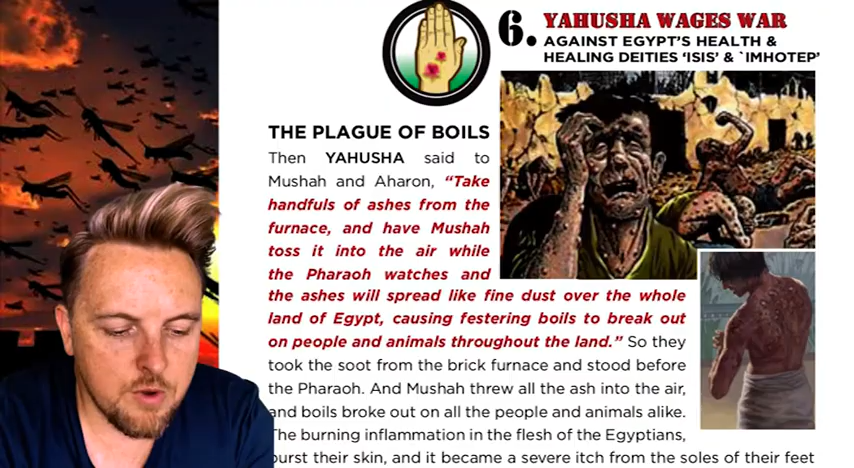 6. YAHUSHA WAGES WAR
AGAINST EGYPT'S HEALTH &
HEALING DEITIES ‘ISIS’ & `IMHOTEP’
THE PLAGUE OF BOILS
Then YAHUSHA said to
Mushah and Aharon, “Take
handfuls of ashes from the
furnace, and have Mushah
toss it into the air while
the Pharaoh watches and
the ashes will spread like fine dust over the whole
land of Egypt, causing festering boils to break out
on people and animals throughout the land.” So they
took the soot from the brick furnace and stood before
the Pharaoh. And Mushah threw all the ash into the air,
and boils broke out on all the people and animals alike.
The burning inflammation in the flesh of the Egyptians,
burst their skin, and it became a severe itch from the soles of their feet